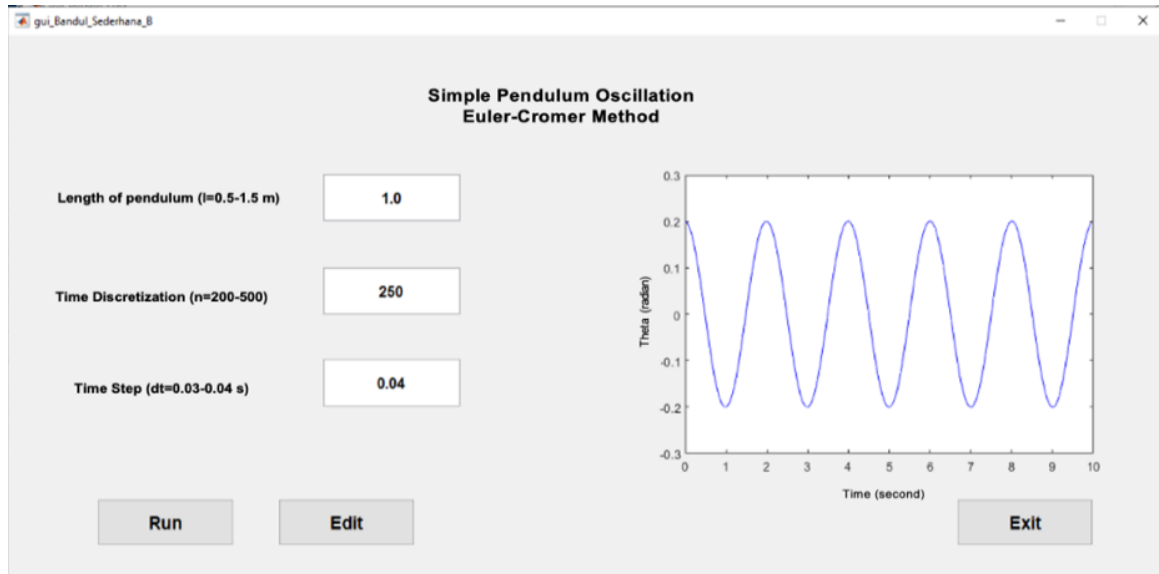 gui_Bandul_Sederhana_B
Simple Pendulum Oscillation
Euler-Cromer Method
Length of pendulum (l=0.5-1.5 m)
1.0
Time Discretization (n=200-500)
250
Time Step (dt=0.03-0.04 s)
0.04
Run
Edit
0.3
0.2
0.1
0
-0.1
-0.2
-0.3
Theta (radian)
0 1 2 3 4 5 6 7 8 9 10
Time (second)
Exit